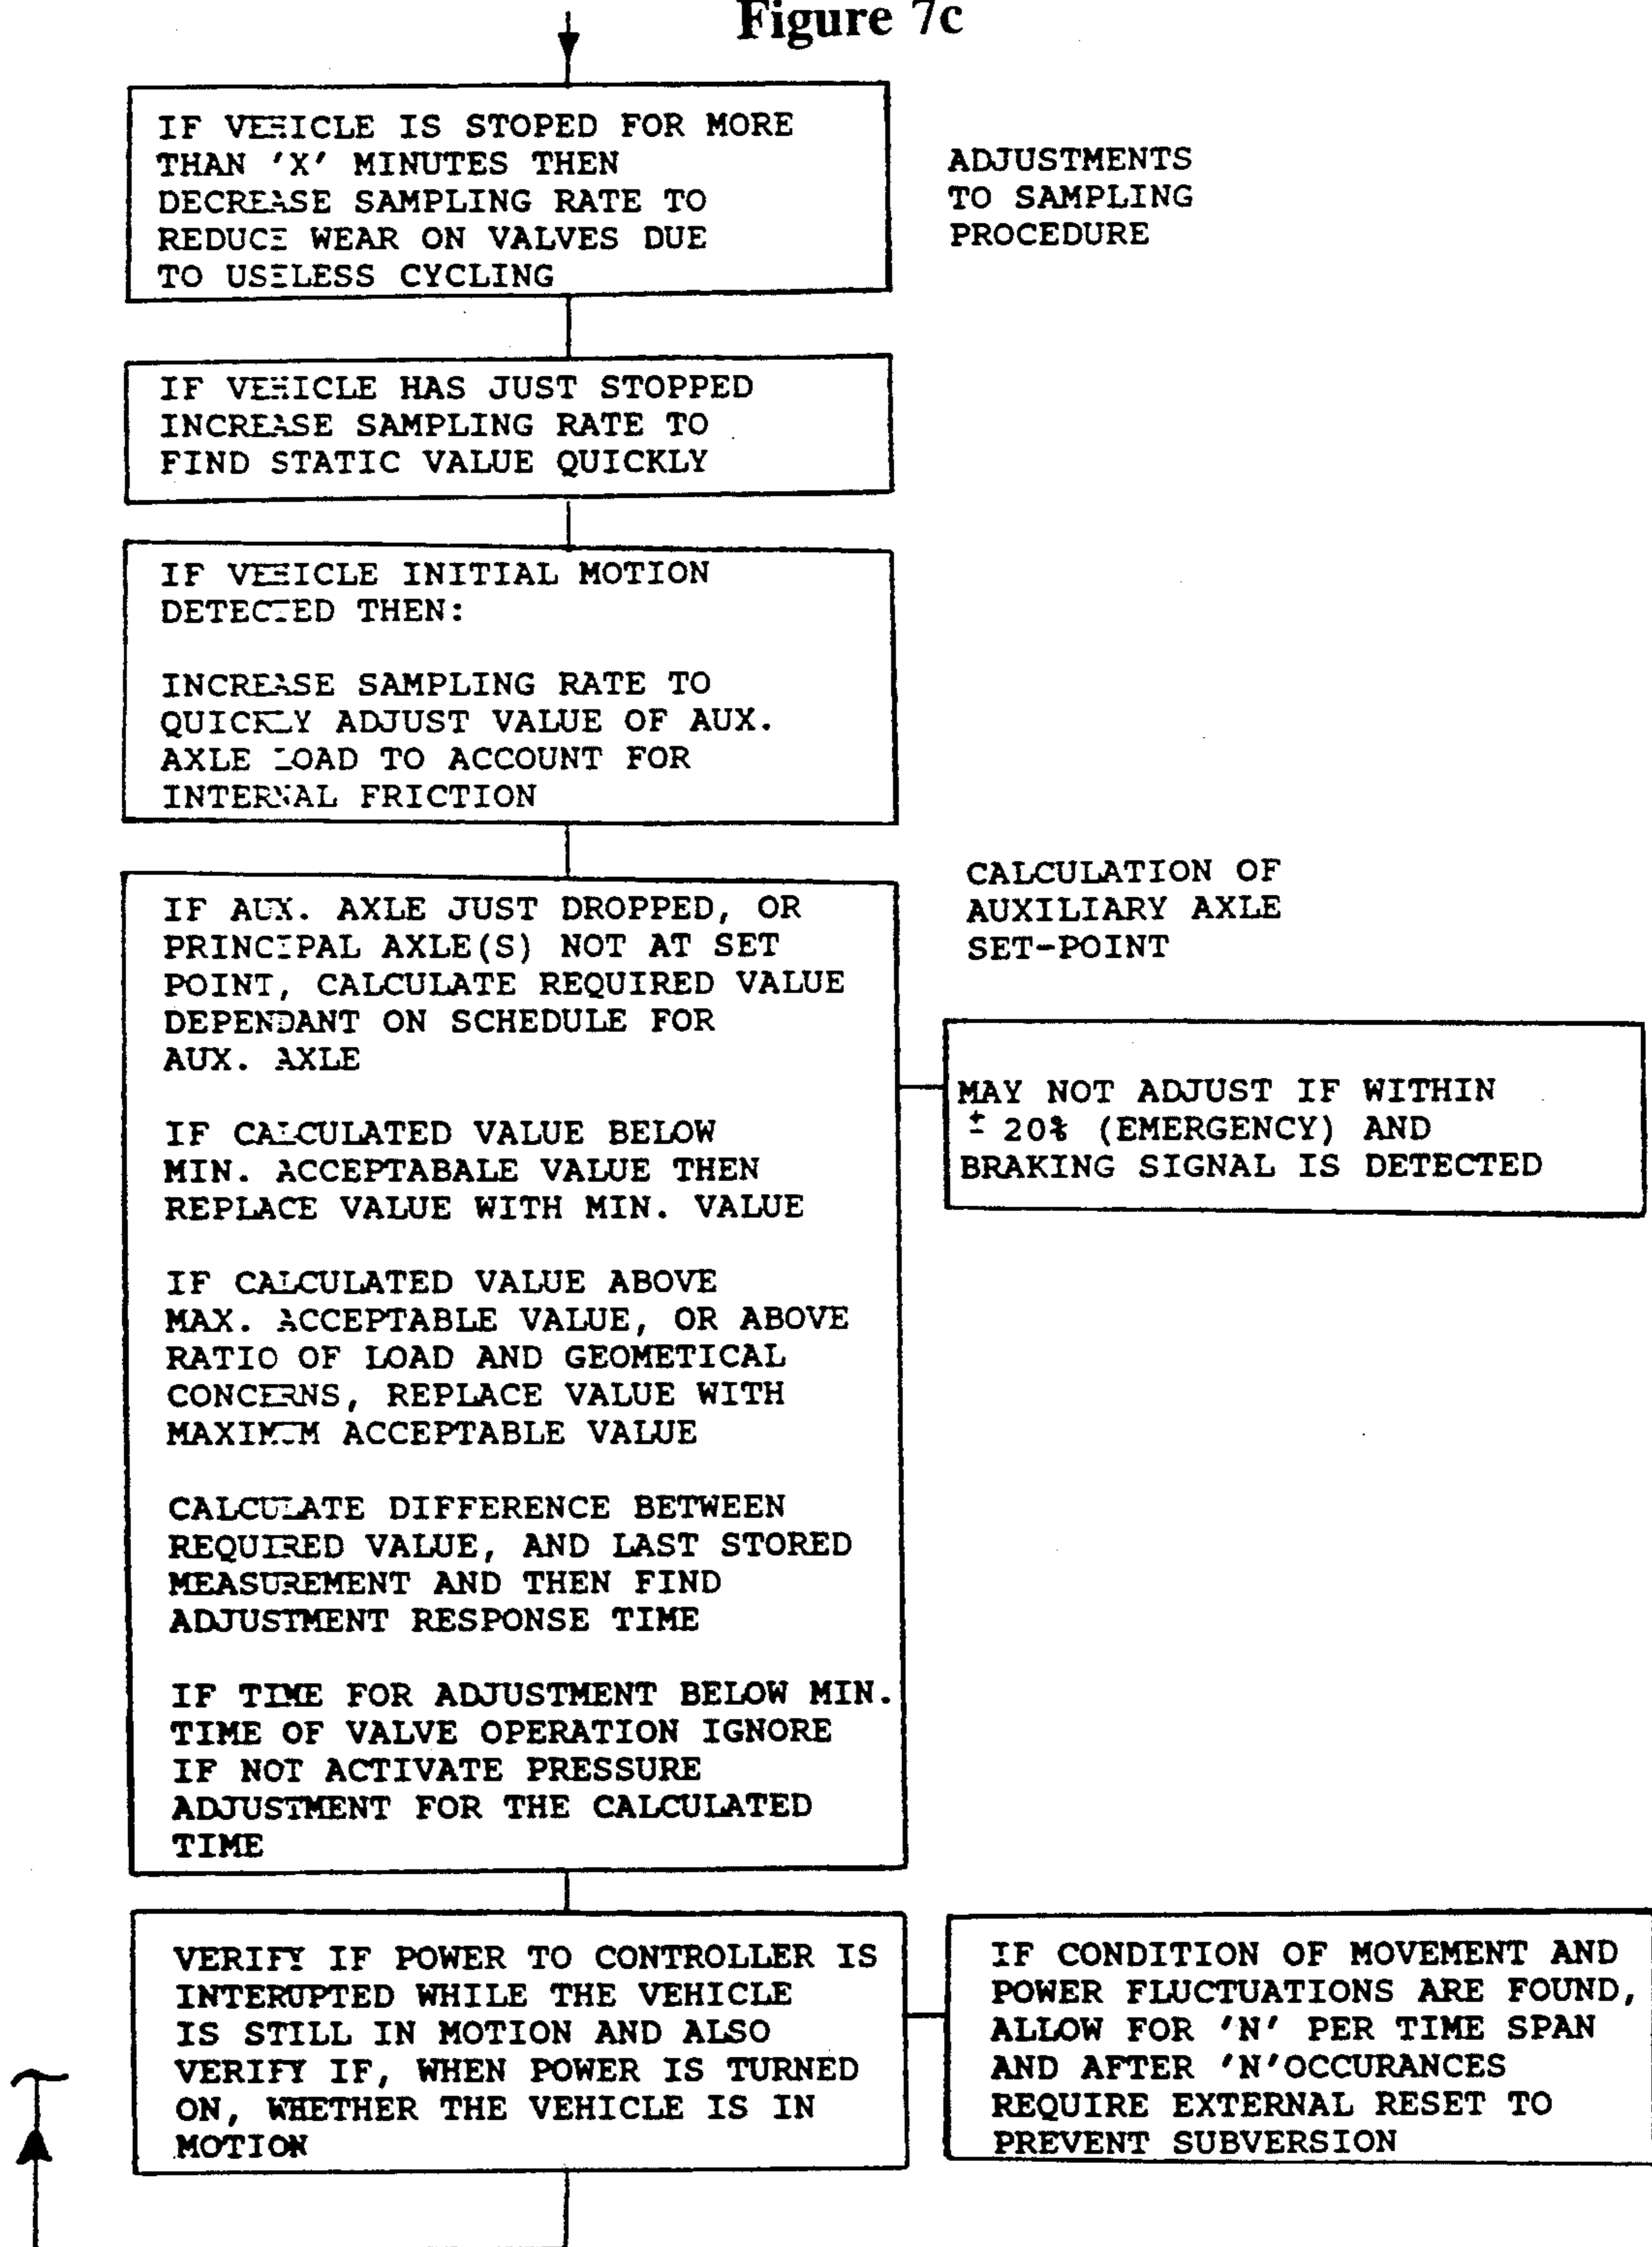 Figure 7c
IF VEHICLE IS STOPED FOR MORE
THAN 'X' MINUTES THEN
DECREASE SAMPLING RATE TO
REDUCE WEAR ON VALVES DUE
TO USELESS CYCLING
ADJUSTMENTS
TO SAMPLING
PROCEDURE
IF VEHICLE HAS JUST STOPPED
INCREASE SAMPLING RATE TO
FIND STATIC VALUE QUICKLY
IF VEHICLE INITIAL MOTION
DETECTED THEN:
INCREASE SAMPLING RATE TO
QUICKLY ADJUST VALUE OF AUX.
AXLE LOAD TO ACCOUNT FOR
INTERNAL FRICTION
CALCULATION OF
AUXILIARY AXLE
SET-POINT
IF AUX. AXLE JUST DROPPED, OR
PRINCIPAL AXLE(S) NOT AT SET
POINT, CALCULATE REQUIRED VALUE
DEPENDANT ON SCHEDULE FOR
AUX. AXLE
IF CALCULATED VALUE BELOW
MIN. ACCEPTABALE VALUE THEN
REPLACE VALUE WITH MIN. VALUE
IF CALCULATED VALUE ABOVE
MAX. ACCEPTABLE VALUE, OR ABOVE
RATIO OF LOAD AND GEOMETICAL
CONCERNS, REPLACE VALUE WITH
MAXIMUM ACCEPTABLE VALUE
CALCULATE DIFFERENCE BETWEEN
REQUIRED VALUE, AND LAST STORED
MEASUREMENT AND THEN FIND
ADJUSTMENT RESPONSE TIME
IF TIME FOR ADJUSTMENT BELOW MIN.
TIME OF VALVE OPERATION IGNORE
IF NOT ACTIVATE PRESSURE
ADJUSTMENT FOR THE CALCULATED
TIME
MAY NOT ADJUST IF WITHIN
± 20% (EMERGENCY) AND
BRAKING SIGNAL IS DETECTED
VERIFY IF POWER TO CONTROLLER IS
INTERUPTED WHILE THE VEHICLE
IS STILL IN MOTION AND ALSO
VERIFY IF, WHEN POWER IS TURNED
ON, WHETHER THE VEHICLE IS IN
MOTION
IF CONDITION OF MOVEMENT AND
POWER FLUCTUATIONS ARE FOUND,
ALLOW FOR 'N' PER TIME SPAN
AND AFTER 'N'OCCURANCES
REQUIRE EXTERNAL RESET TO
PREVENT SUBVERSION